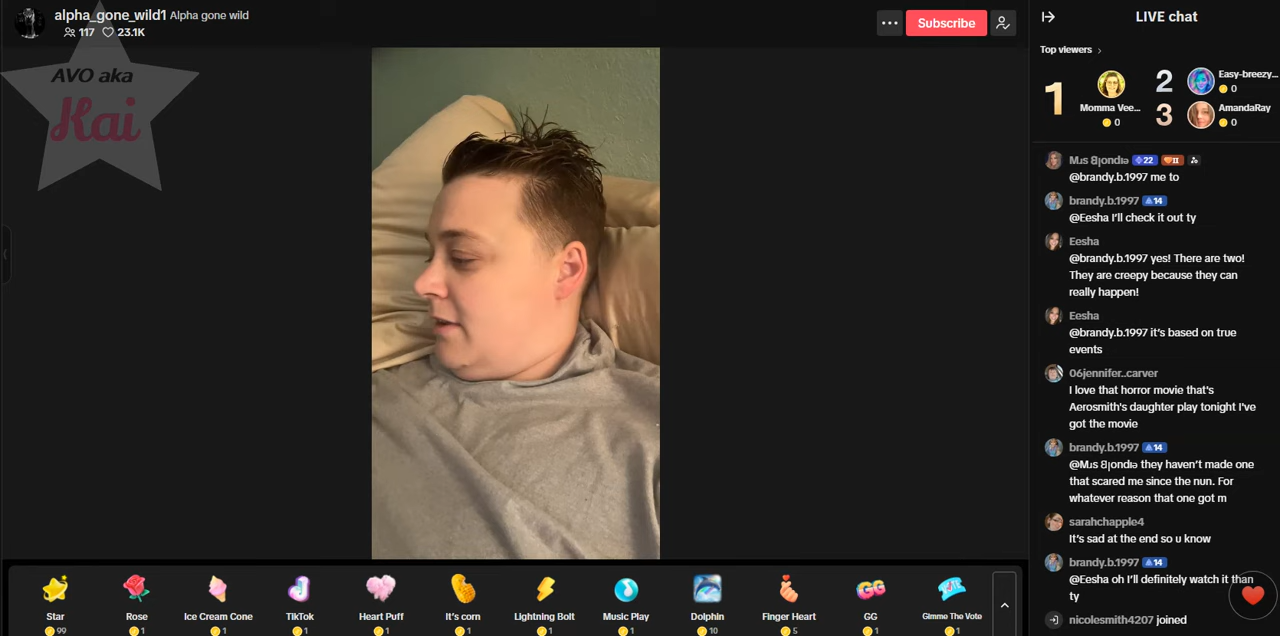 alpha_gone_wild1 Alpha gone wild
117 23.1K
Subscribe
AVO aka
Kai
LIVE chat
Top viewers
1
Momma Vee...
0
2
Easy-breezy...
0
3
AmandaRay
0
22 II
@brandy.b.1997 me to
brandy.b.1997 14
@Eesha I'll check it out ty
Eesha
@brandy.b.1997 yes! There are two!
They are creepy because they can
really happen!
Eesha
@brandy.b.1997 it's based on true
events
06jennifer..carver
I love that horror movie that's
Aerosmith's daughter play tonight I've
got the movie
brandy.b.1997 14
they haven't made one
that scared me since the nun. For
whatever reason that one got m
sarahchapple4
It's sad at the end so u know
brandy.b.1997 14
@Eesha oh I'll definitely watch it than
ty
nicolesmith4207 joined
Star
99
Rose
1
Ice Cream Cone
1
TikTok
1
Heart Puff
1
It's corn
1
Lightning Bolt
1
Music Play
1
Dolphin
10
Finger Heart
5
GG
GG
1
Gimme The Vote
1